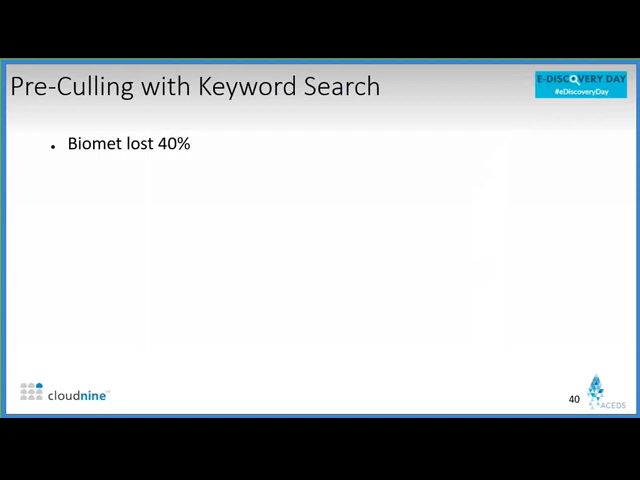 Pre-Culling with Keyword Search
E-DISCOVERY DAY
#eDiscoveryDay
• Biomet lost 40%
cloudnine
40
ACEDS